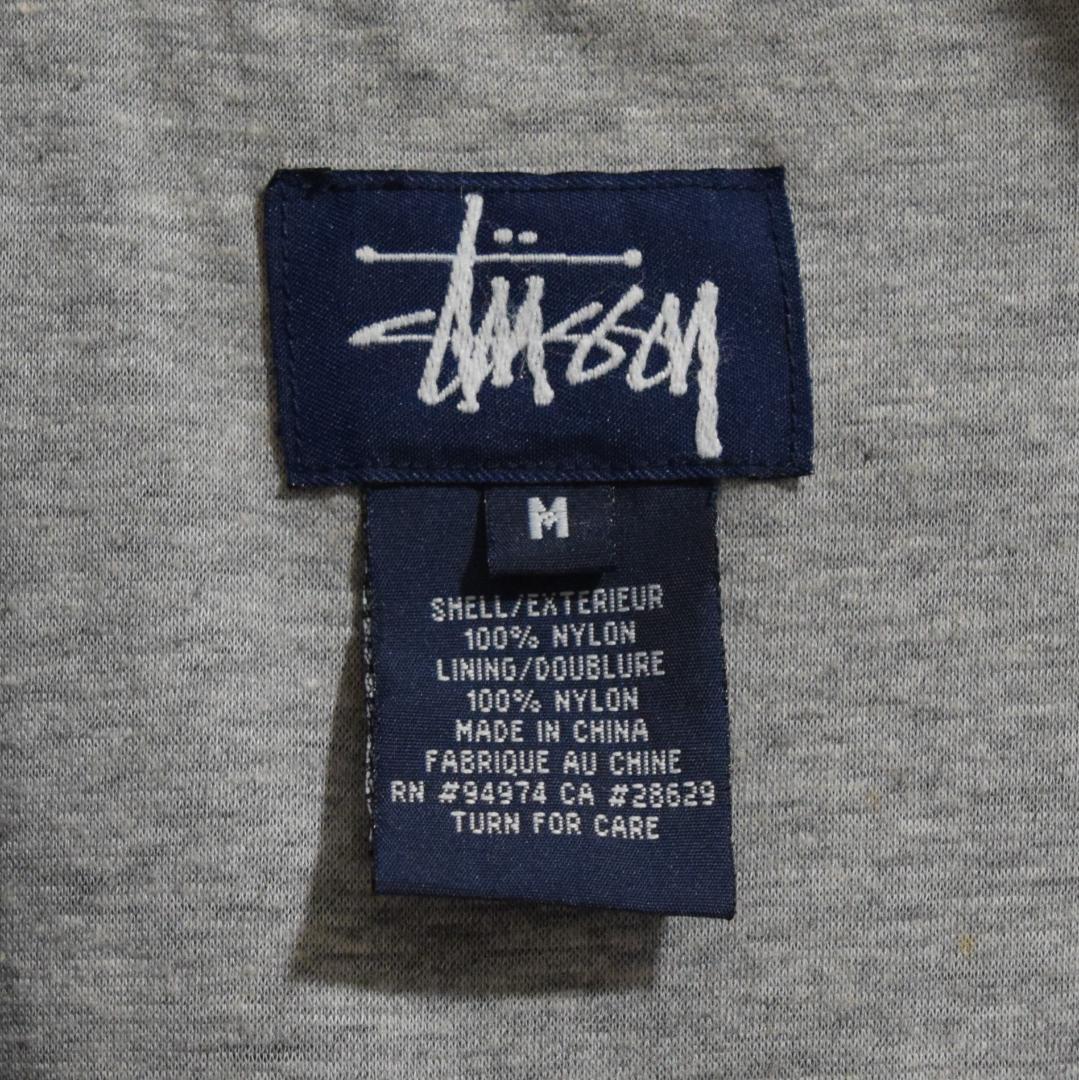 Stüssy
M
SHELL/EXTERIEUR
100% NYLON
LINING/DOUBLURE
100% NYLON
MADE IN CHINA
FABRIQUE AU CHINE
RN #94974 CA #28629
TURN FOR CARE